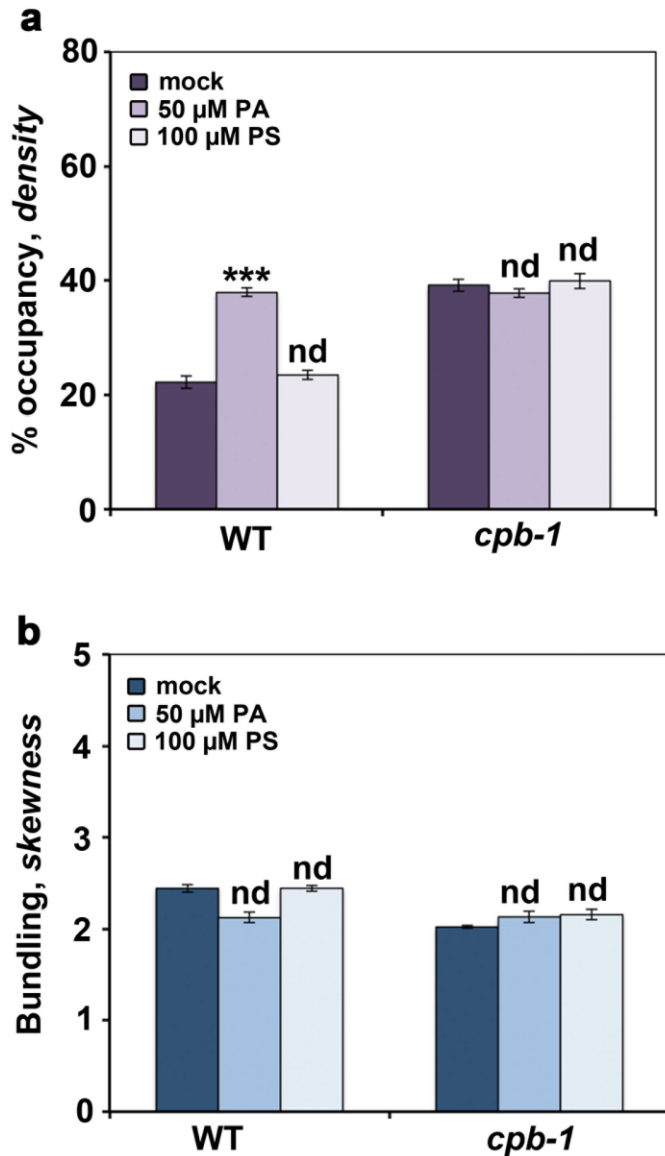 a
% occupancy, density
80
60
40
20
0
mock
50 µM PA
100 µM PS
***
nd
nd
nd
WT
cpb-1
b
Bundling, skewness
5
4
3
2
1
0
mock
50 µM PA
100 µM PS
nd
nd
nd
nd
WT
cpb-1